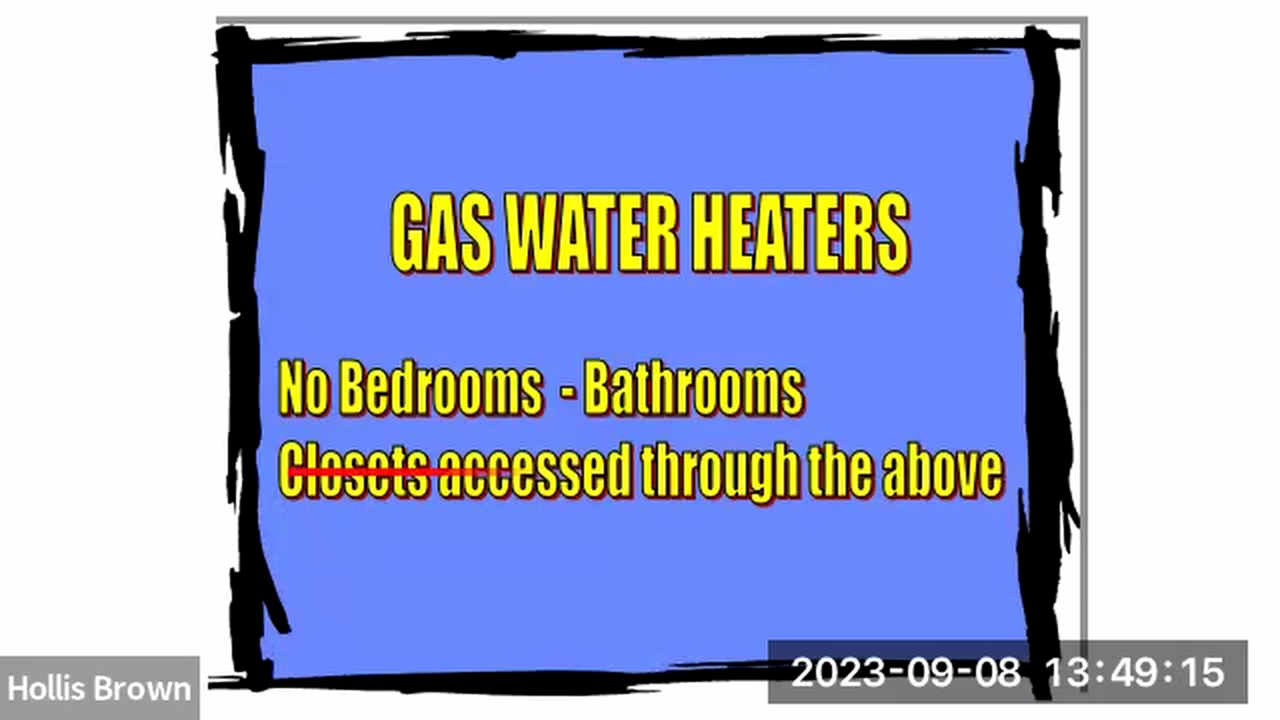 GAS WATER HEATERS
No Bedrooms - Bathrooms
Closets accessed through the above
Hollis Brown
2023-09-08 13:49:15